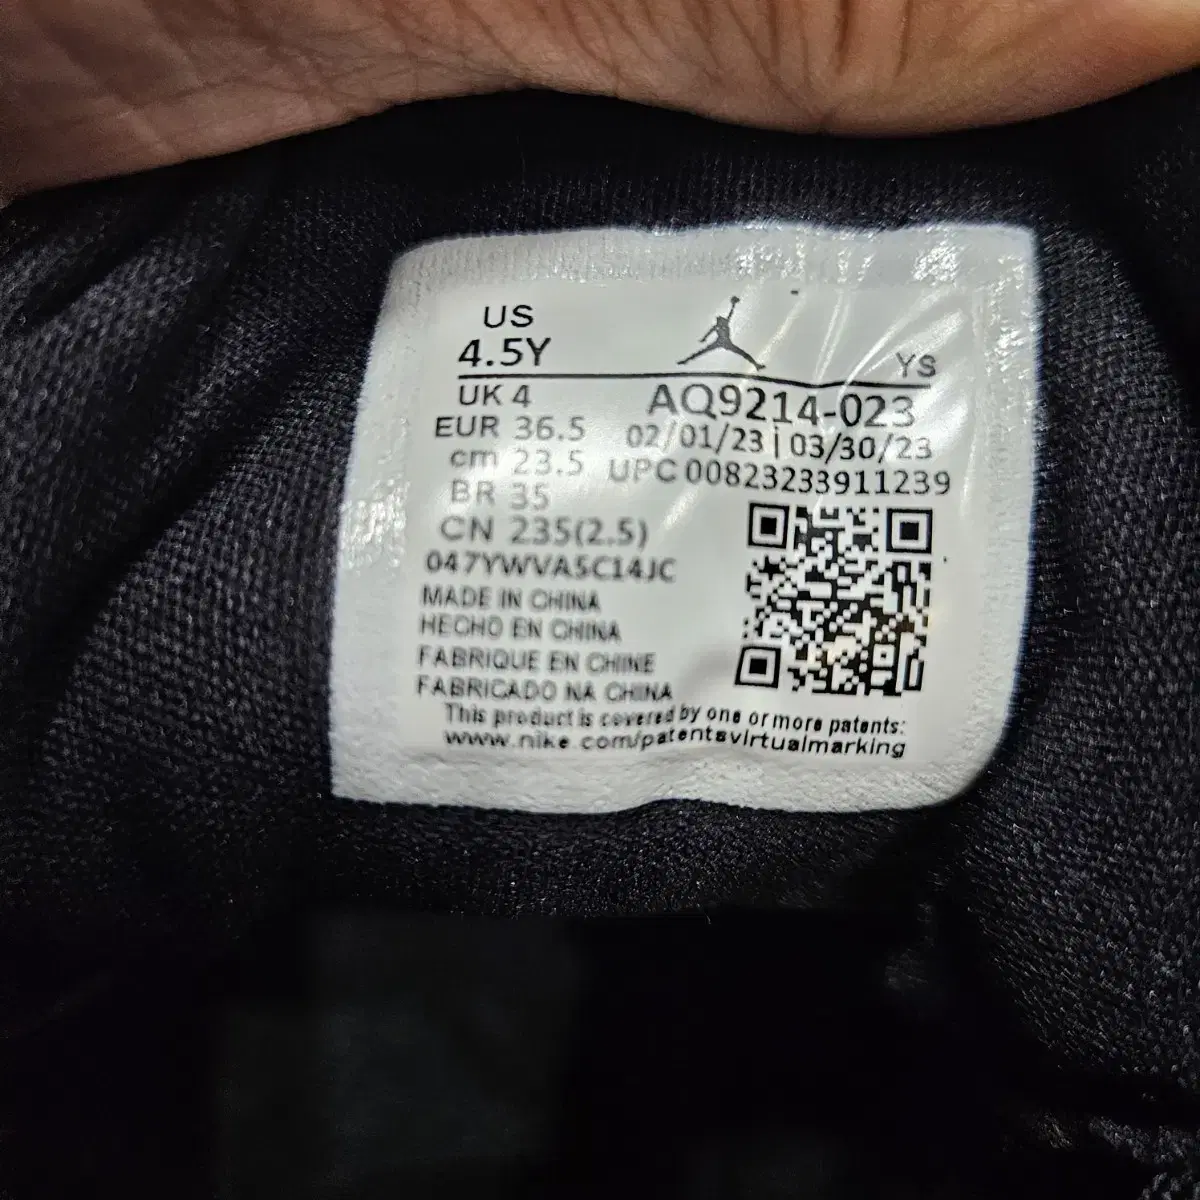 US
4.5Y YS
UK 4 AQ9214-023
EUR 36.5 02/01/23 | 03/30/23
cm 23.5 UPC 00823233911239
BR 35
CN 235(2.5)
047YWVA5C14JC
MADE IN CHINA
HECHO EN CHINA
FABRIQUE EN CHINE
FABRICADO NA CHINA
This product is covered by one or more patents:
www.nike.com/patentsvirtualmarking